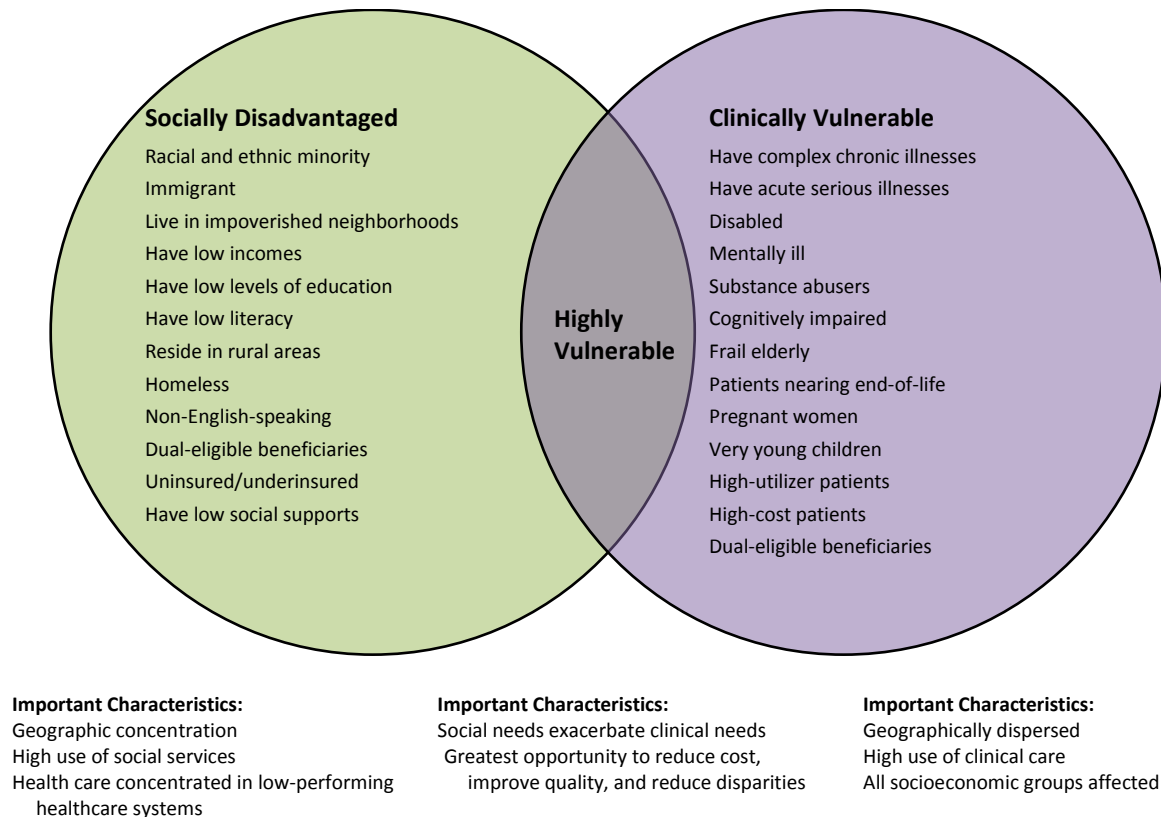 Socially Disadvantaged
Racial and ethnic minority
Immigrant
Live in impoverished neighborhoods
Have low incomes
Have low levels of education
Have low literacy
Reside in rural areas
Homeless
Non-English-speaking
Dual-eligible beneficiaries
Uninsured/underinsured
Have low social supports
Highly
Vulnerable
Clinically Vulnerable
Have complex chronic illnesses
Have acute serious illnesses
Disabled
Mentally ill
Substance abusers
Cognitively impaired
Frail elderly
Patients nearing end-of-life
Pregnant women
Very young children
High-utilizer patients
High-cost patients
Dual-eligible beneficiaries
Important Characteristics:
Geographic concentration
High use of social services
Health care concentrated in low-performing
healthcare systems
Important Characteristics:
Social needs exacerbate clinical needs
Greatest opportunity to reduce cost,
improve quality, and reduce disparities
Important Characteristics:
Geographically dispersed
High use of clinical care
All socioeconomic groups affected